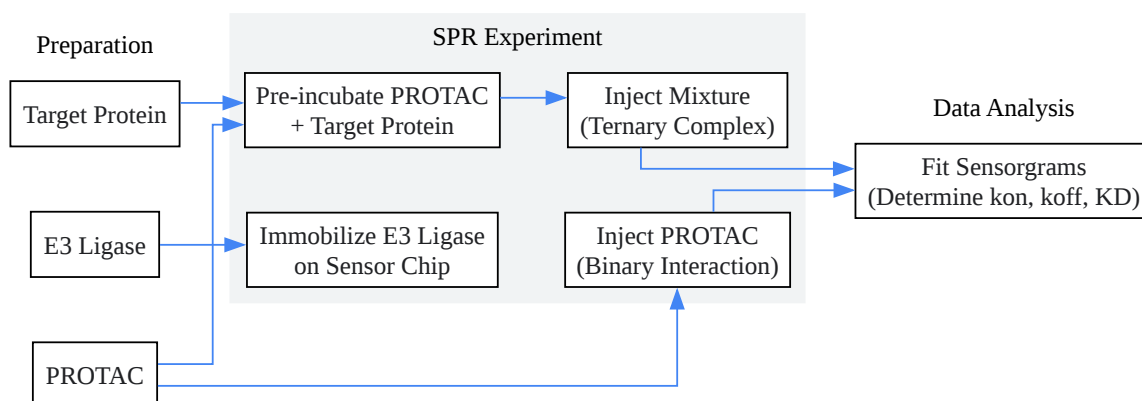 Preparation
SPR Experiment
Data Analysis
Target Protein
Pre-incubate PROTAC
+ Target Protein
Inject Mixture
(Ternary Complex)
Fit Sensorgrams
(Determine kon, koff, KD)
E3 Ligase
Immobilize E3 Ligase
on Sensor Chip
Inject PROTAC
(Binary Interaction)
PROTAC